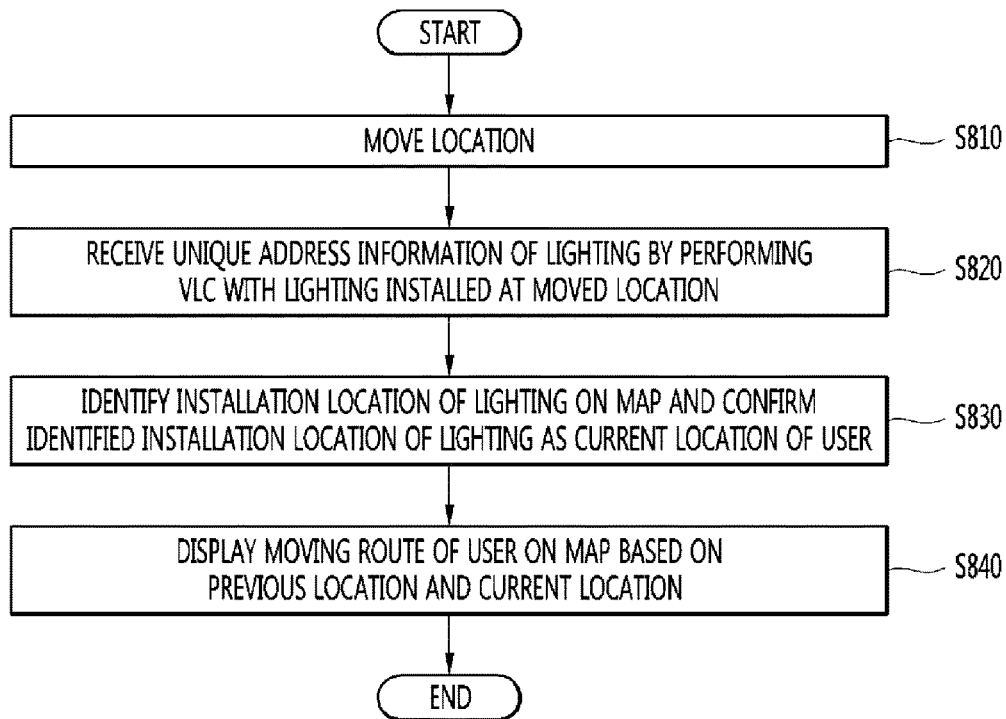 START
MOVE LOCATION
S810
RECEIVE UNIQUE ADDRESS INFORMATION OF LIGHTING BY PERFORMING
VLC WITH LIGHTING INSTALLED AT MOVED LOCATION
S820
IDENTIFY INSTALLATION LOCATION OF LIGHTING ON MAP AND CONFIRM
IDENTIFIED INSTALLATION LOCATION OF LIGHTING AS CURRENT LOCATION OF USER
S830
DISPLAY MOVING ROUTE OF USER ON MAP BASED ON
PREVIOUS LOCATION AND CURRENT LOCATION
S840
END